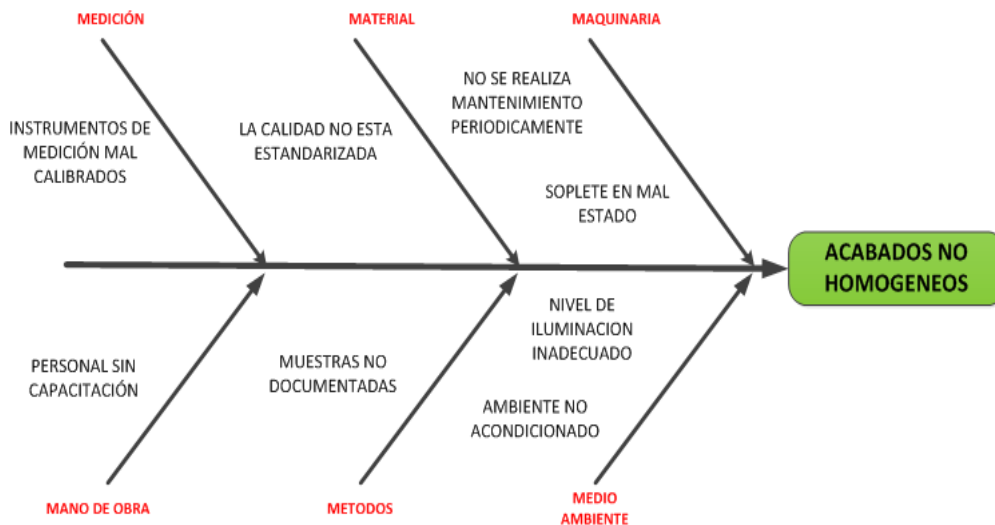 MEDICIÓN
MATERIAL
MAQUINARIA
INSTRUMENTOS DE
MEDICIÓN MAL
CALIBRADOS
LA CALIDAD NO ESTA
ESTANDARIZADA
NO SE REALIZA
MANTENIMIENTO
PERIODICAMENTE
SOPLETE EN MAL
ESTADO
ACABADOS NO
HOMOGENEOS
PERSONAL SIN
CAPACITACIÓN
MUESTRAS NO
DOCUMENTADAS
NIVEL DE
ILUMINACION
INADECUADO
AMBIENTE NO
ACONDICIONADO
MANO DE OBRA
METODOS
MEDIO
AMBIENTE